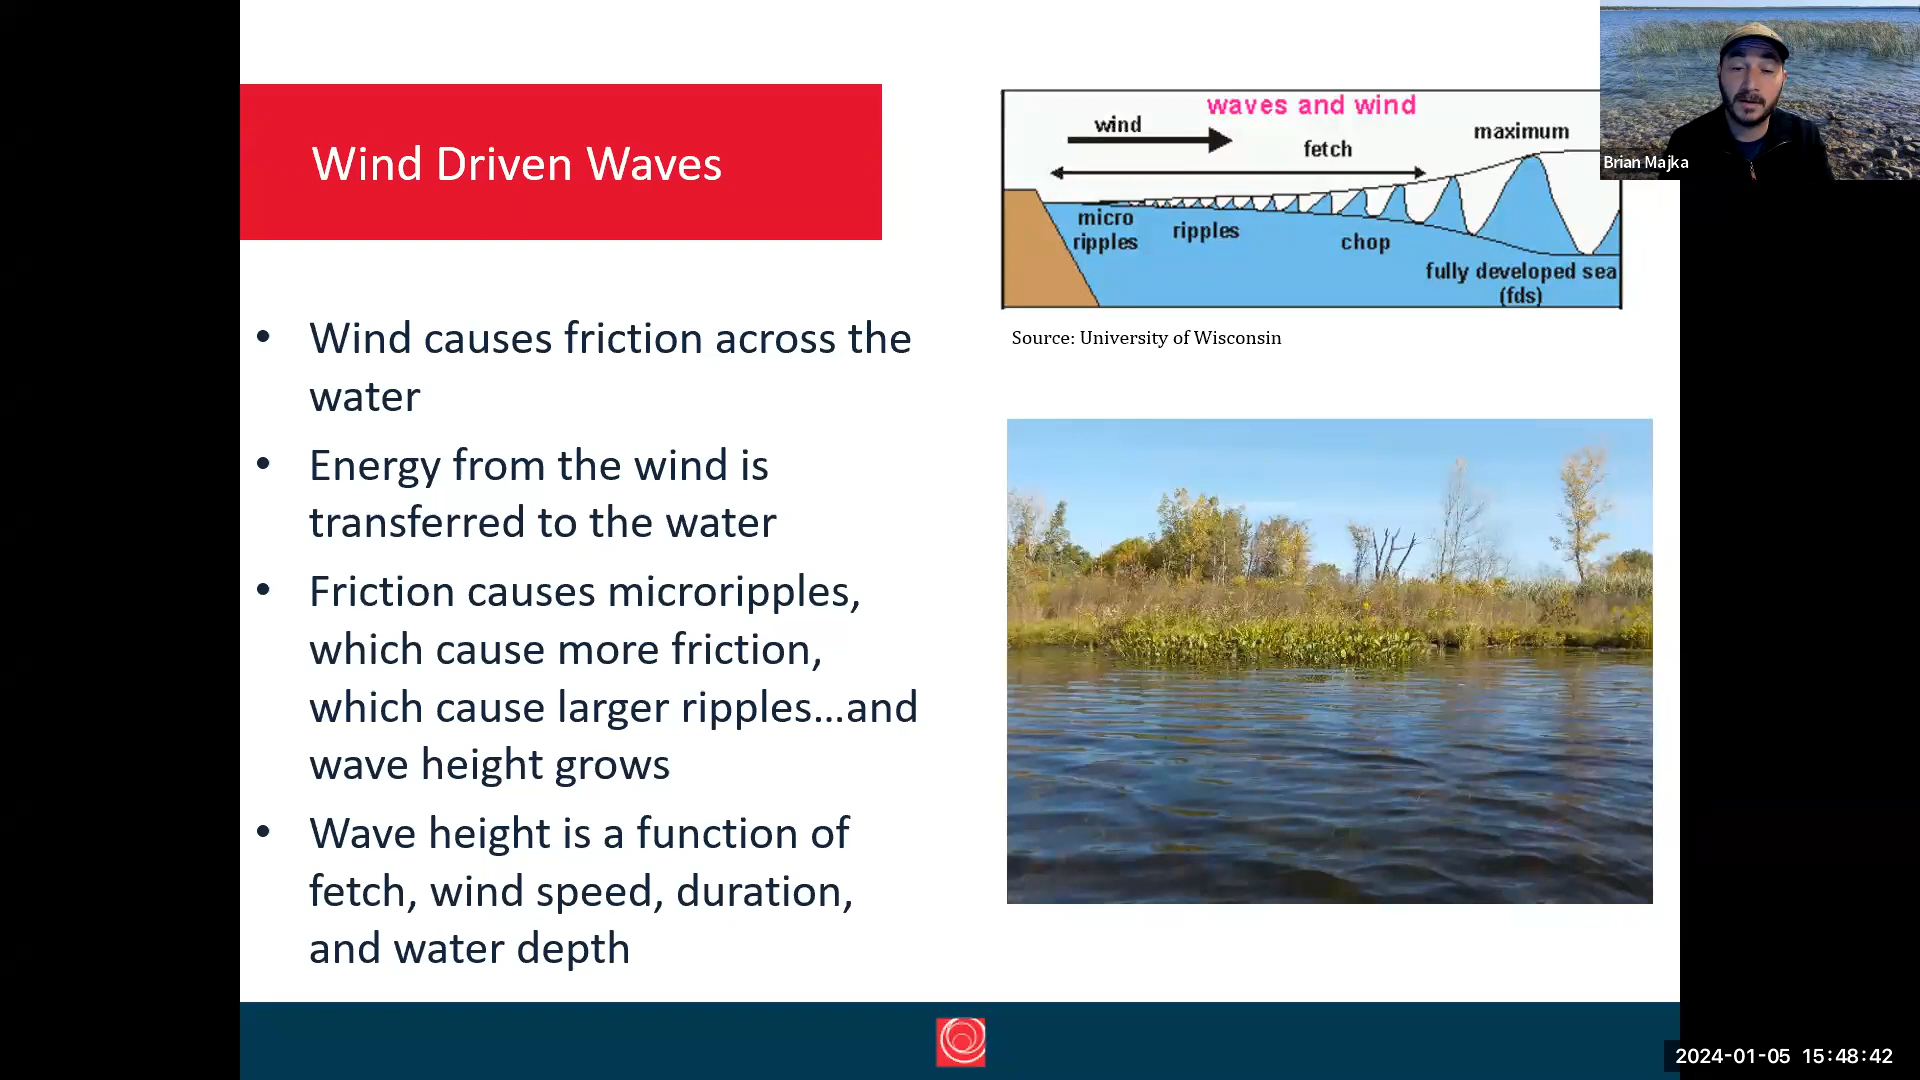 Wind Driven Waves
• Wind causes friction across the
water
• Energy from the wind is
transferred to the water
• Friction causes microripples,
which cause more friction,
which cause larger ripples...and
wave height grows
• Wave height is a function of
fetch, wind speed, duration,
and water depth
waves and wind
wind
fetch
maximum
micro
ripples
ripples
chop
fully developed sea
(fds)
Source: University of Wisconsin
Brian Majka
2024-01-05 15:48:42